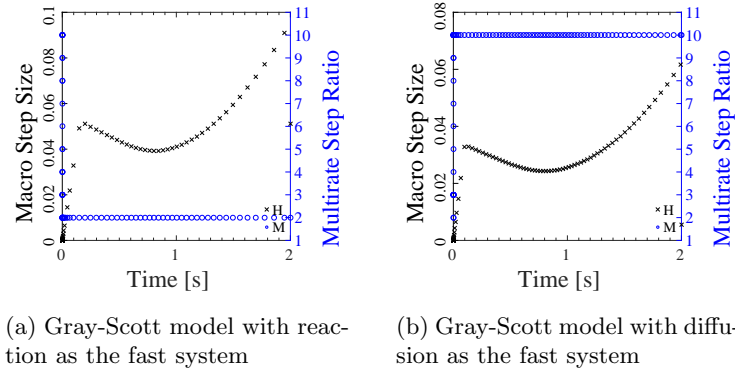 0.1
0.08
0.06
0.04
0.02
0
Macro Step Size
11
10
9
8
7
6
5
4
3
2
1
Multirate Step Ratio
H
M
0 1 2
Time [s]
0.08
0.06
0.04
0.02
0
Macro Step Size
11
10
9
8
7
6
5
4
3
2
1
Multirate Step Ratio
H
M
0 1 2
Time [s]
(a) Gray-Scott model with reac-
tion as the fast system
(b) Gray-Scott model with diffu-
sion as the fast system